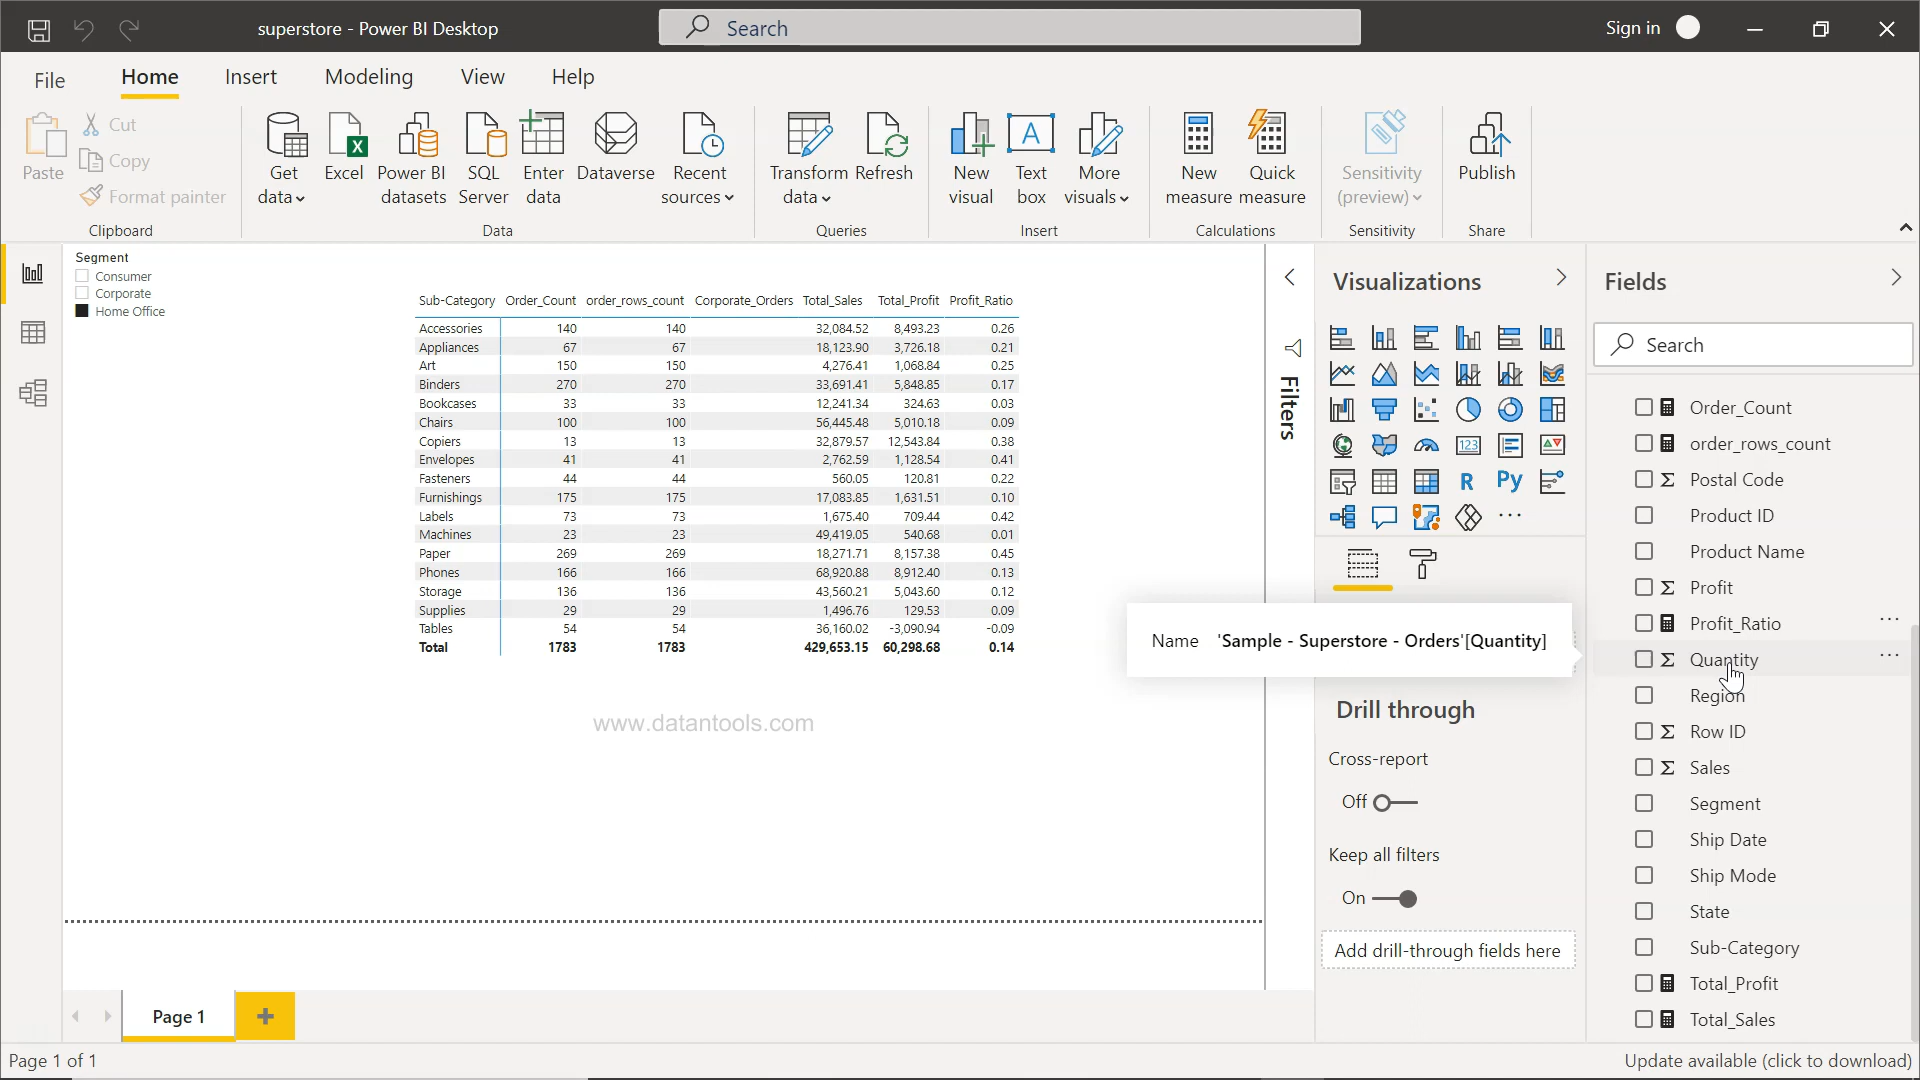 superstore - Power BI Desktop
Search
Sign in
File
Home
Insert
Modeling
View
Help
Paste
Cut
Copy
Format painter
Clipboard
Get data
Excel
Power BI datasets
SQL Server
Enter data
Dataverse
Recent sources
Data
Transform data
Refresh
Queries
New visual
Text box
More visuals
Insert
New measure
Quick measure
Calculations
Sensitivity (preview)
Sensitivity
Publish
Share
Segment
Consumer
Corporate
Home Office
Sub-Category Order_Count order_rows_count Corporate_Orders Total_Sales Total_Profit Profit_Ratio
Accessories 140 140 32,084.52 8,493.23 0.26
Appliances 67 67 18,123.90 3,726.18 0.21
Art 150 150 4,276.41 1,068.84 0.25
Binders 270 270 33,691.41 5,848.85 0.17
Bookcases 33 33 12,241.34 324.63 0.03
Chairs 100 100 56,445.48 5,010.18 0.09
Copiers 13 13 32,879.57 12,543.84 0.38
Envelopes 41 41 2,762.59 1,128.54 0.41
Fasteners 44 44 560.05 120.81 0.22
Furnishings 175 175 17,083.85 1,631.51 0.10
Labels 73 73 1,675.40 709.44 0.42
Machines 23 23 49,419.05 540.68 0.01
Paper 269 269 18,271.71 8,157.38 0.45
Phones 166 166 68,920.88 8,912.40 0.13
Storage 136 136 43,560.21 5,043.60 0.12
Supplies 29 29 1,496.76 129.53 0.09
Tables 54 54 36,160.02 -3,090.94 -0.09
Total 1783 1783 429,653.15 60,298.68 0.14
www.datantools.com
Filters
Visualizations
123
R
Py
Name 'Sample - Superstore - Orders'[Quantity]
Drill through
Cross-report
Off
Keep all filters
On
Add drill-through fields here
Fields
Search
Order_Count
order_rows_count
Σ Postal Code
Product ID
Product Name
Σ Profit
Profit_Ratio
Σ Quantity
Region
Σ Row ID
Σ Sales
Segment
Ship Date
Ship Mode
State
Sub-Category
Total_Profit
Total_Sales
Page 1
Page 1 of 1
Update available (click to download)